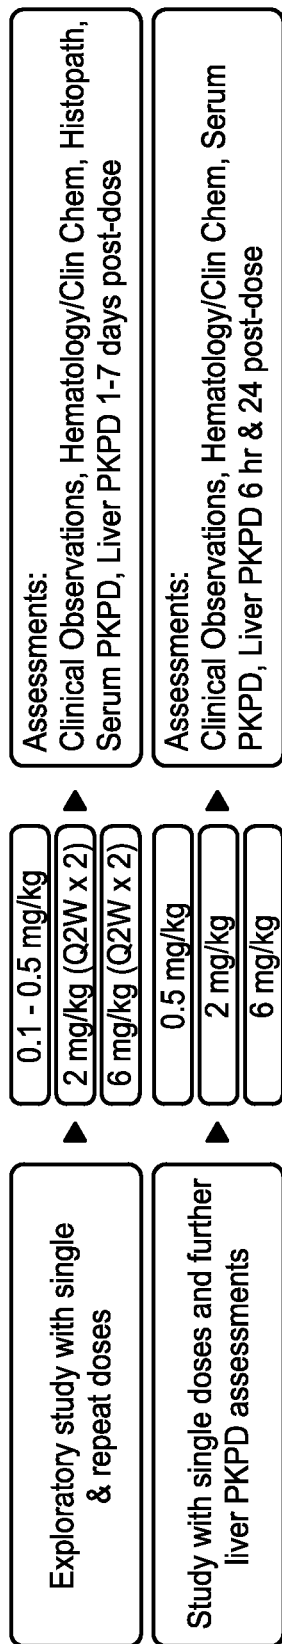 Exploratory study with single
& repeat doses
0.1 - 0.5 mg/kg
2 mg/kg (Q2W x 2)
6 mg/kg (Q2W x 2)
Assessments:
Clinical Observations, Hematology/Clin Chem, Histopath,
Serum PKPD, Liver PKPD 1-7 days post-dose
Study with single doses and further
liver PKPD assessments
0.5 mg/kg
2 mg/kg
6 mg/kg
Assessments:
Clinical Observations, Hematology/Clin Chem, Serum
PKPD, Liver PKPD 6 hr & 24 post-dose